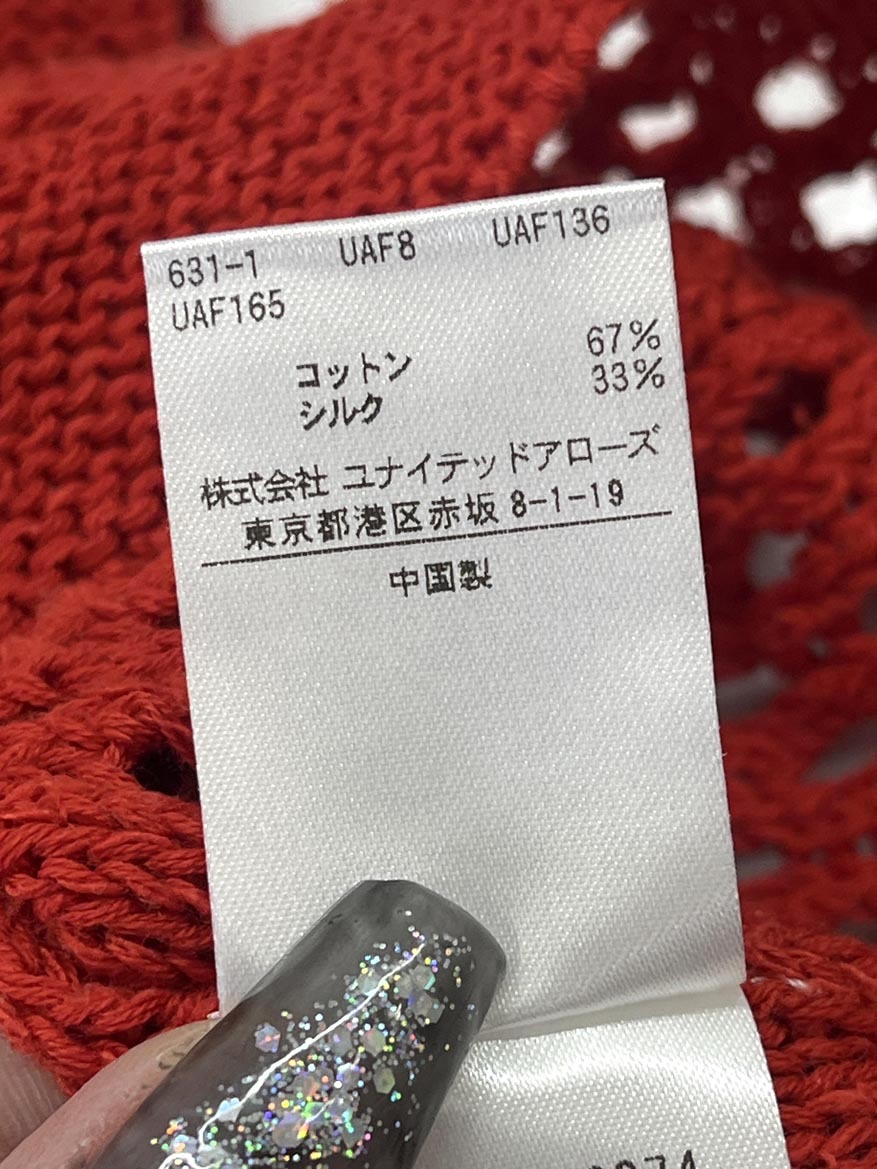 631-1 UAF8 UAF136
UAF165
コットン 67%
シルク 33%
株式会社 ユナイテッドアローズ
東京都港区赤坂 8-1-19
中国製